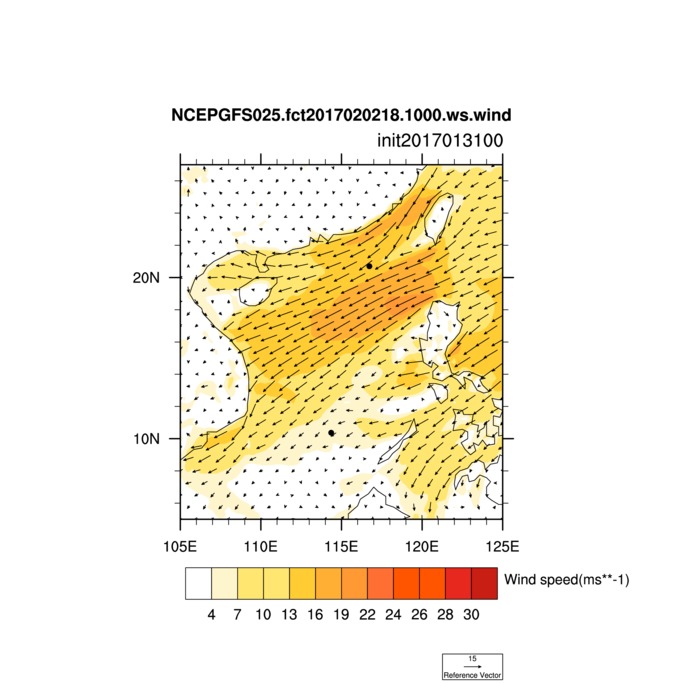 NCEPGFS025.fct2017020218.1000.ws.wind
init2017013100
20N
10N
105E 110E 115E 120E 125E
Wind speed(ms**-1)
4 7 10 13 16 19 22 24 26 28 30
15
Reference Vector